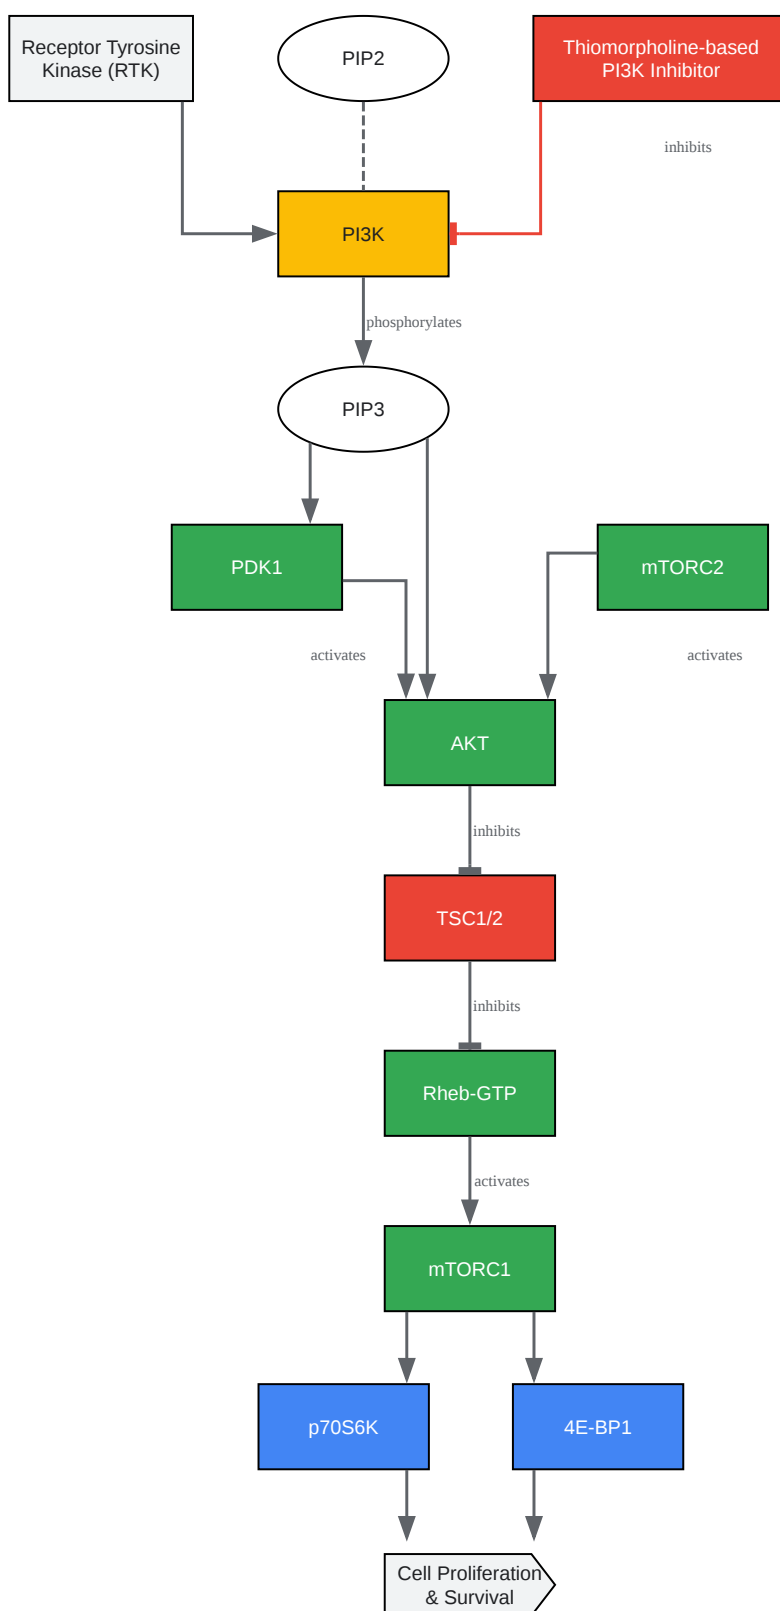 Receptor Tyrosine
Kinase (RTK)
PIP2
Thiomorpholine-based
PI3K Inhibitor
inhibits
PI3K
phosphorylates
PIP3
PDK1
mTORC2
activates
activates
AKT
inhibits
TSC1/2
inhibits
Rheb-GTP
activates
mTORC1
p70S6K
4E-BP1
Cell Proliferation
& Survival